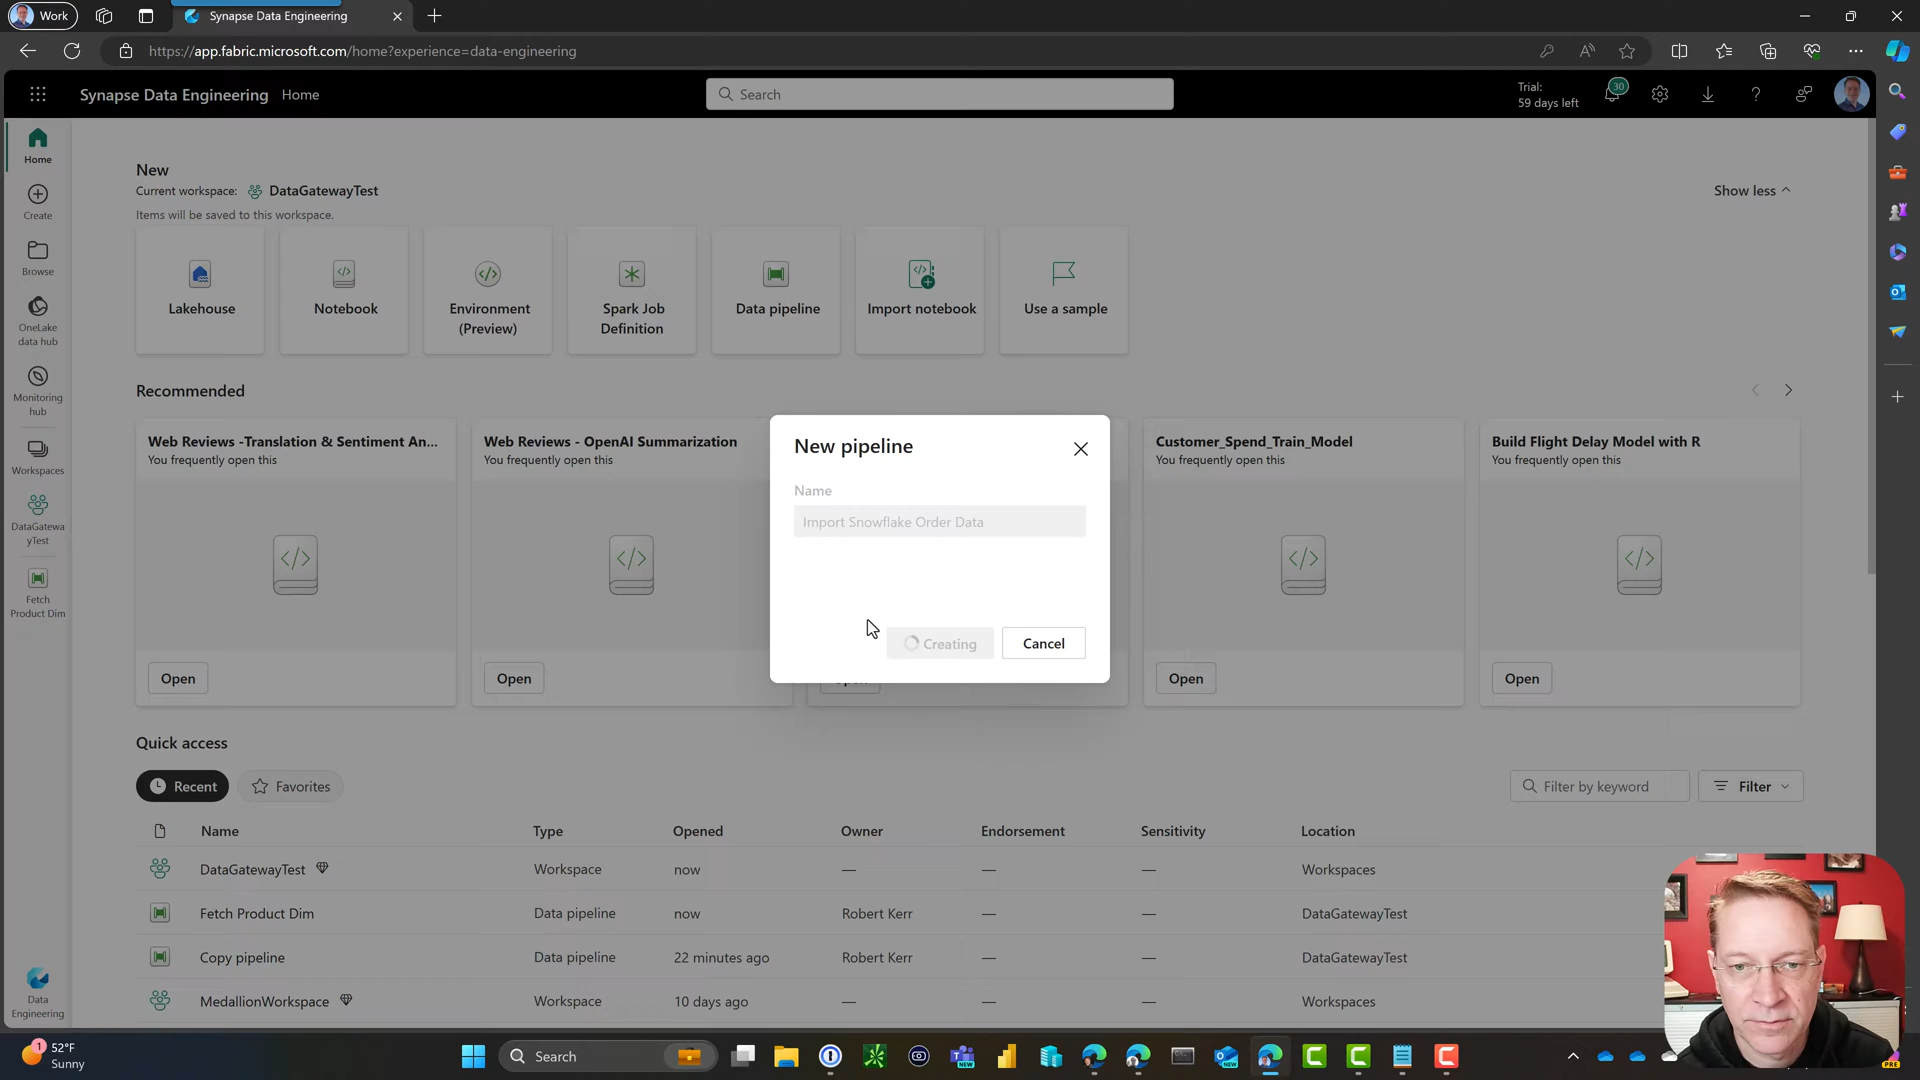 Work
Synapse Data Engineering
https://app.fabric.microsoft.com/home?experience=data-engineering
Synapse Data Engineering Home
Search
Trial:
59 days left
30
Home
Create
Browse
OneLake
data hub
Monitoring
hub
Workspaces
DataGatewa
yTest
Fetch
Product Dim
Data
Engineering
New
Current workspace: DataGatewayTest
Items will be saved to this workspace.
Show less
Lakehouse
Notebook
Environment
(Preview)
Spark Job
Definition
Data pipeline
Import notebook
Use a sample
Recommended
Web Reviews -Translation & Sentiment An...
You frequently open this
Open
Web Reviews - OpenAI Summarization
You frequently open this
Open
Customer_Spend_Train_Model
You frequently open this
Open
Build Flight Delay Model with R
You frequently open this
Open
New pipeline
Name
Import Snowflake Order Data
Creating
Cancel
Quick access
Recent
Favorites
Filter by keyword
Filter
Name Type Opened Owner Endorsement Sensitivity Location
DataGatewayTest Workspace now — — — Workspaces
Fetch Product Dim Data pipeline now Robert Kerr — — DataGatewayTest
Copy pipeline Data pipeline 22 minutes ago Robert Kerr — — DataGatewayTest
MedallionWorkspace Workspace 10 days ago — — — Workspaces
1
52°F
Sunny
Search
NEW
NEW
PRE